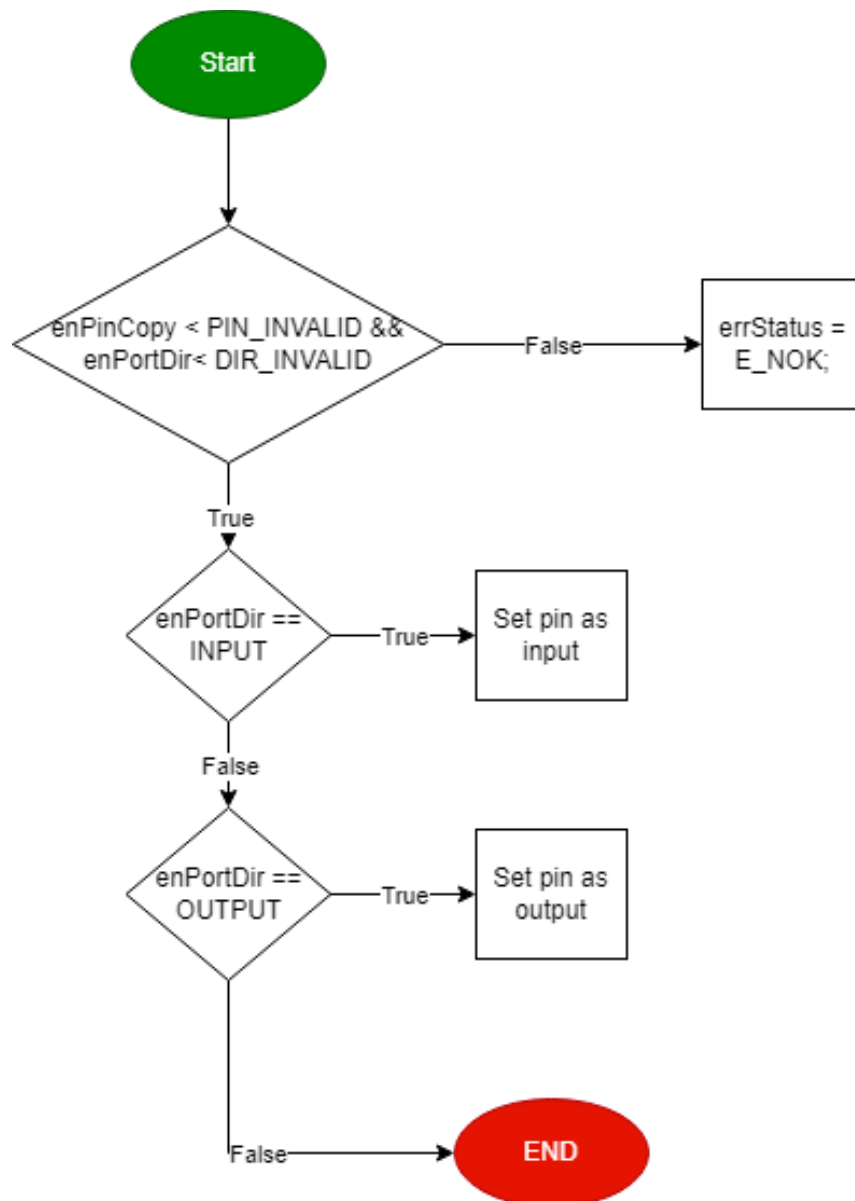 Start
enPinCopy < PIN_INVALID &&
enPortDir< DIR_INVALID
False
errStatus =
E_NOK;
True
enPortDir ==
INPUT
True
Set pin as
input
False
enPortDir ==
OUTPUT
True
Set pin as
output
False
END